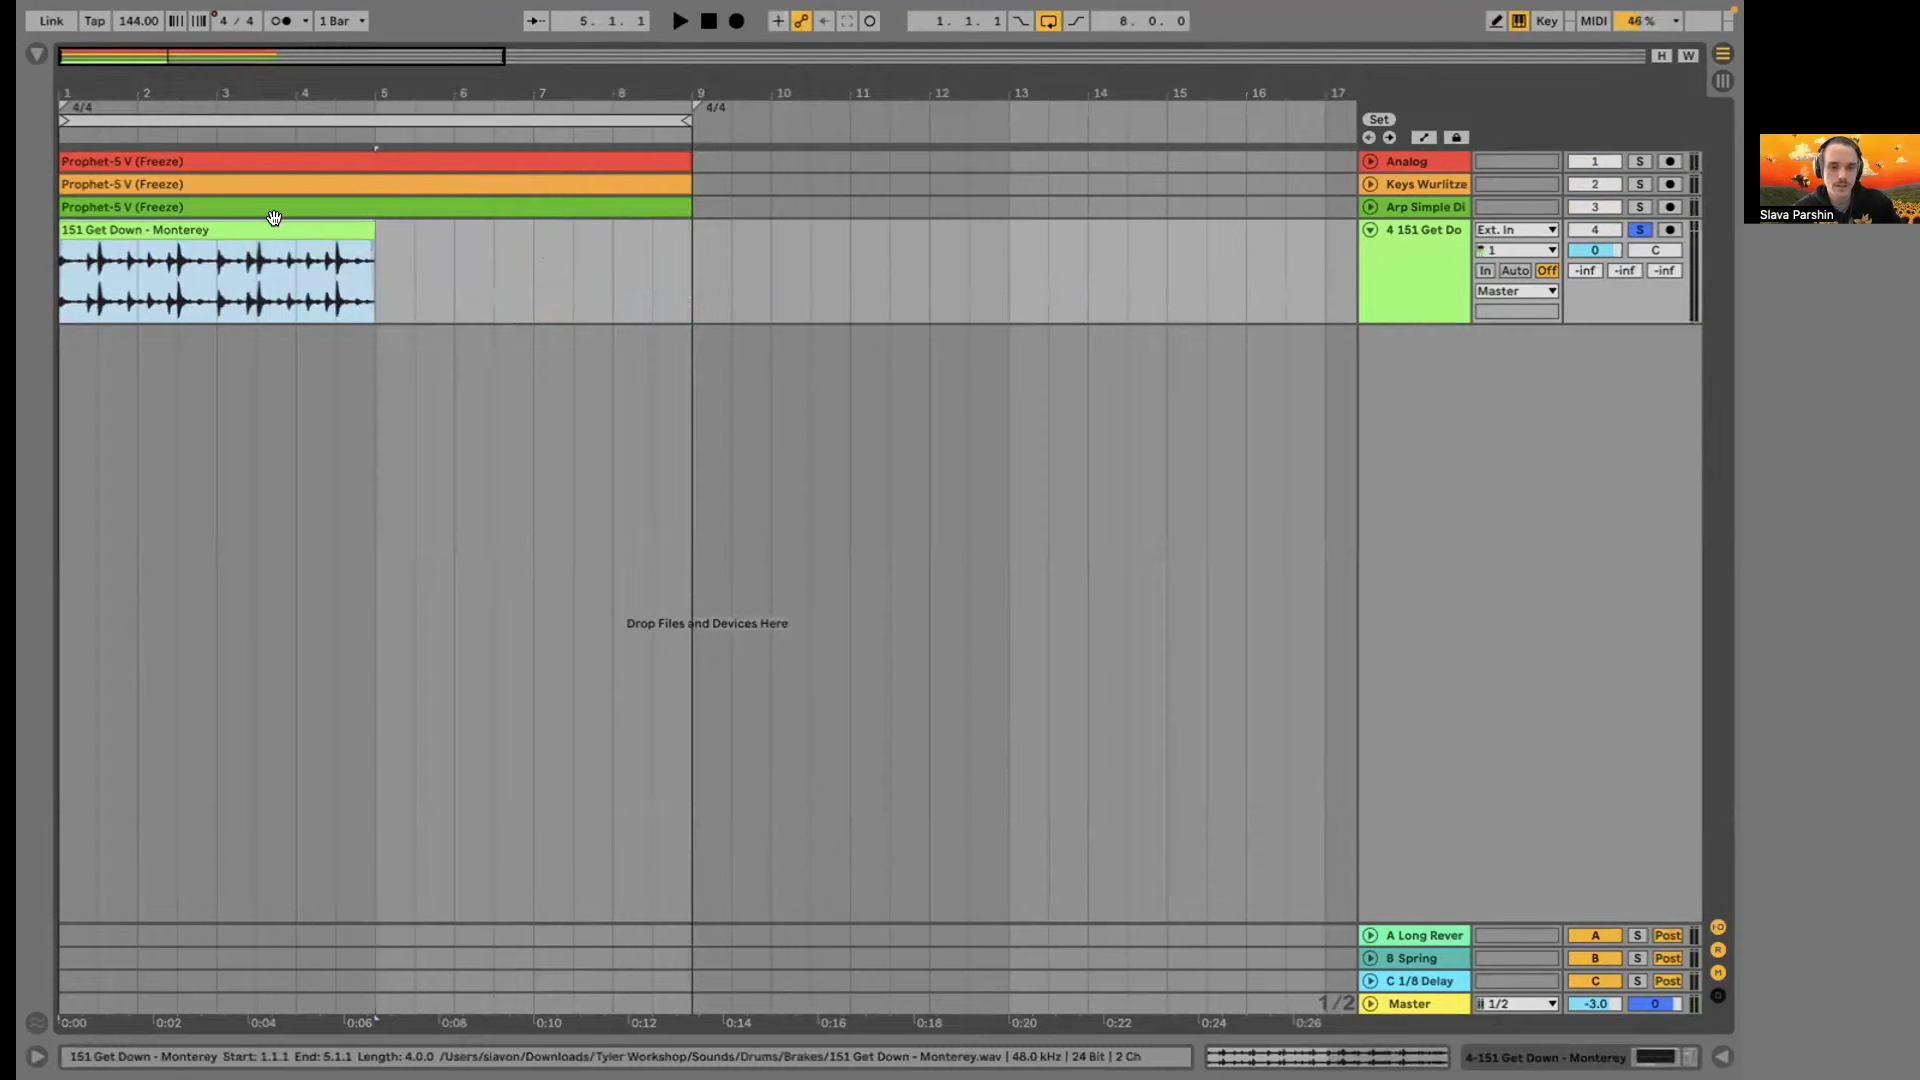 Link Tap 144.00 4 / 4 1 Bar 5. 1. 1 1. 1. 1 8. 0. 0 Key MIDI 46 %
H W
1 2 3 4 5 6 7 8 9 10 11 12 13 14 15 16 17
4/4 4/4
Set
Prophet-5 V (Freeze) Analog 1 S
Prophet-5 V (Freeze) Keys Wurlitze 2 S
Prophet-5 V (Freeze) Arp Simple Di 3 S
Slava Parshin
151 Get Down - Monterey 4 151 Get Do Ext. In 4 S
1 0 C
In Auto Off -inf -inf -inf
Master
Drop Files and Devices Here
A Long Rever A S Post
B Spring B S Post
C 1/8 Delay C S Post
1/2 Master 1/2 -3.0 0
0:00 0:02 0:04 0:06 0:08 0:10 0:12 0:14 0:16 0:18 0:20 0:22 0:24 0:26
151 Get Down - Monterey Start: 1.1.1 End: 5.1.1 Length: 4.0.0 /Users/slavon/Downloads/Tyler Workshop/Sounds/Drums/Brakes/151 Get Down - Monterey.wav | 48.0 kHz | 24 Bit | 2 Ch 4-151 Get Down - Monterey